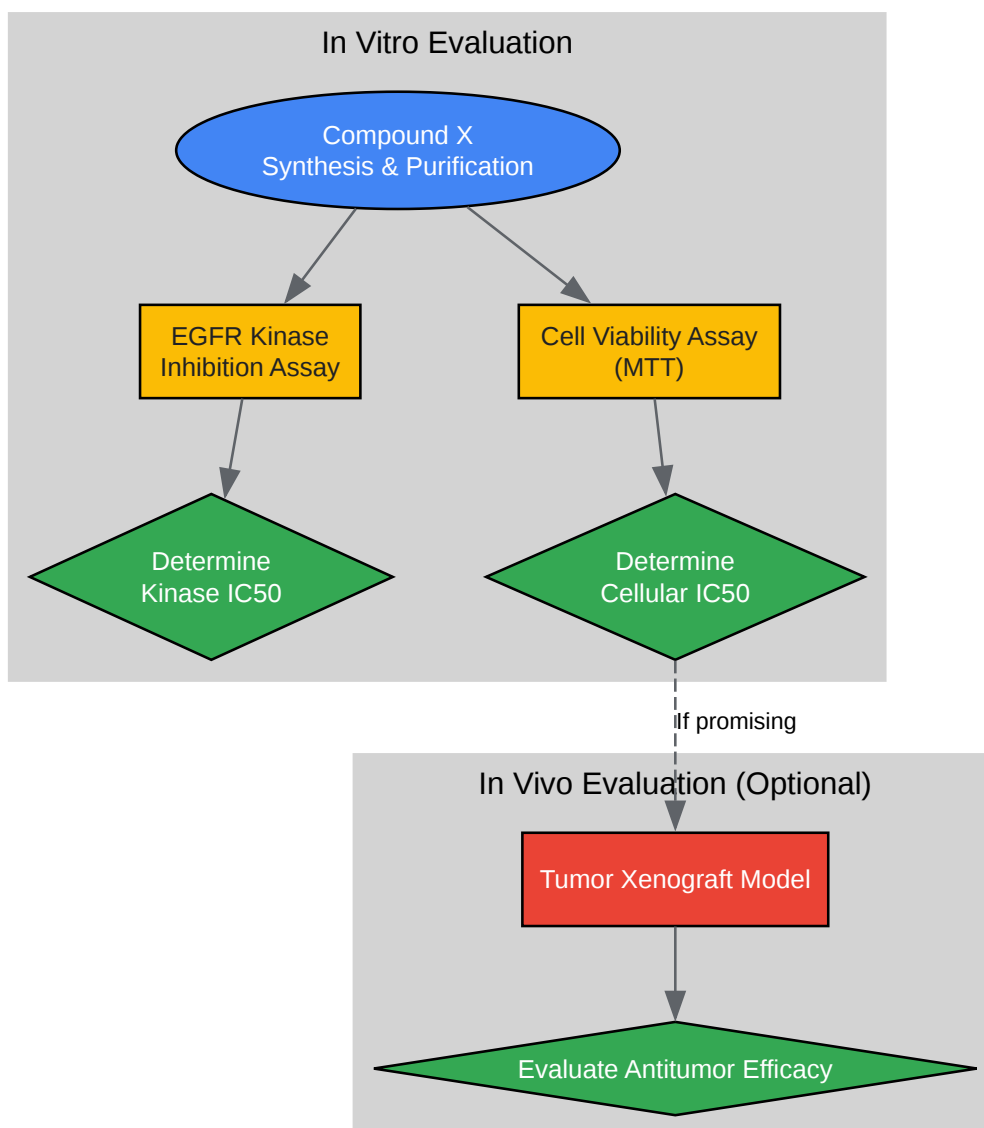 In Vitro Evaluation
Compound X
Synthesis & Purification
EGFR Kinase
Inhibition Assay
Cell Viability Assay
(MTT)
Determine
Kinase IC50
Determine
Cellular IC50
If promising
In Vivo Evaluation (Optional)
Tumor Xenograft Model
Evaluate Antitumor Efficacy